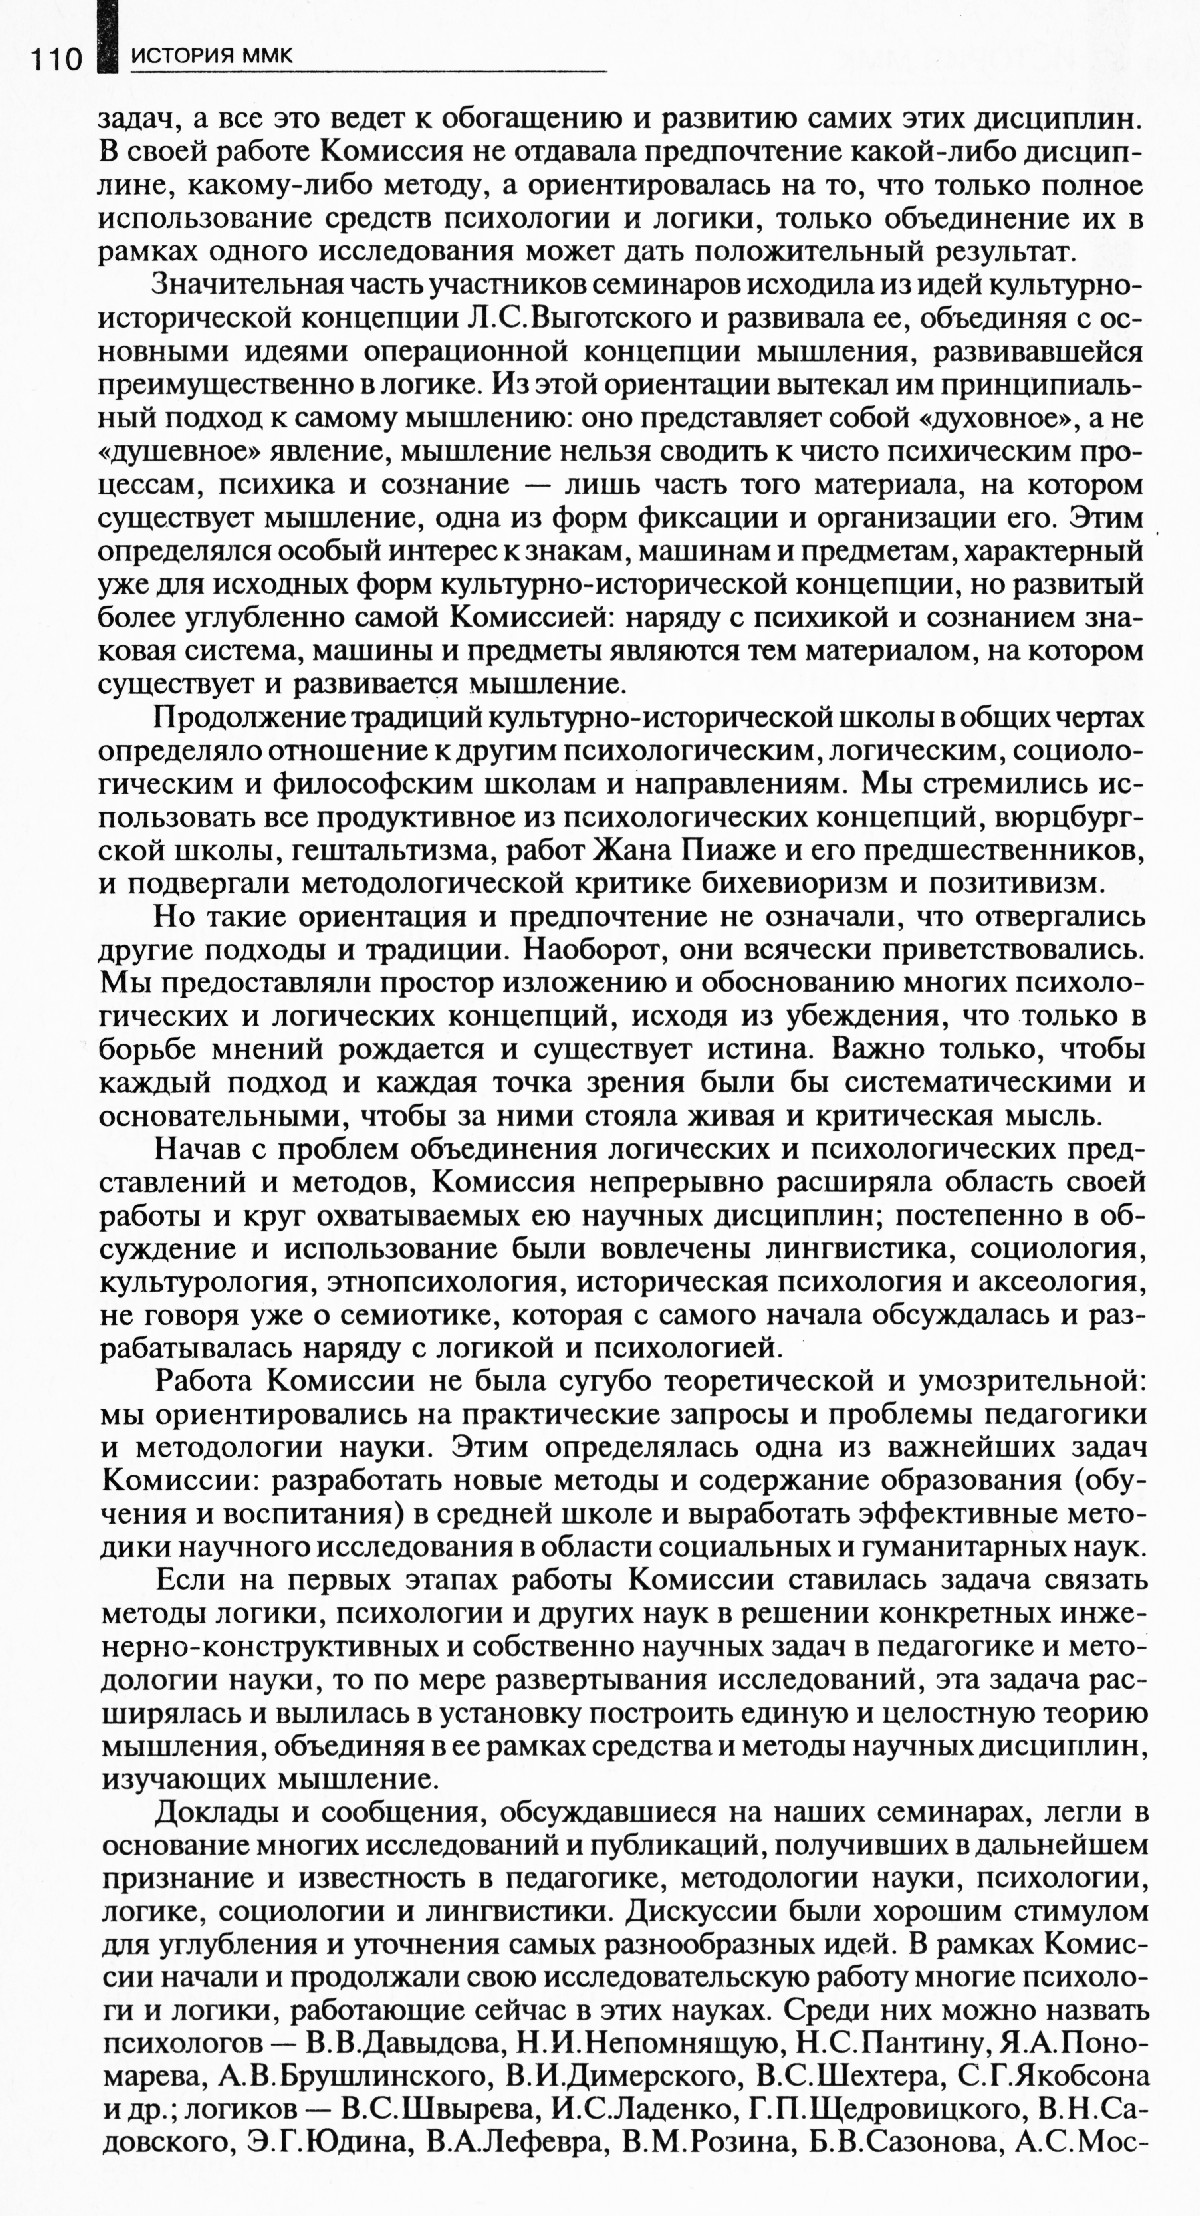 110 ИСТОРИЯ ММК
задач, а все это ведет к обогащению и развитию самих этих дисциплин.
В своей работе Комиссия не отдавала предпочтение какой-либо дисцип-
лине, какому-либо методу, а ориентировалась на то, что только полное
использование средств психологии и логики, только объединение их в
рамках одного исследования может дать положительный результат.
Значительная часть участников семинаров исходила из идей культурно-
исторической концепции Л.С.Выготского и развивала ее, объединяя с ос-
новными идеями операционной концепции мышления, развивавшейся
преимущественно в логике. Из этой ориентации вытекал им принципиаль-
ный подход к самому мышлению: оно представляет собой «духовное», а не
«душевное» явление, мышление нельзя сводить к чисто психическим про-
цессам, психика и сознание — лишь часть того материала, на котором
существует мышление, одна из форм фиксации и организации его. Этим
определялся особый интерес к знакам, машинам и предметам, характерный
уже для исходных форм культурно-исторической концепции, но развитый
более углубленно самой Комиссией: наряду с психикой и сознанием зна-
ковая система, машины и предметы являются тем материалом, на котором
существует и развивается мышление.
Продолжение традиций культурно-исторической школы в общих чертах
определяло отношение к другим психологическим, логическим, социоло-
гическим и философским школам и направлениям. Мы стремились ис-
пользовать все продуктивное из психологических концепций, вюрцбург-
ской школы, гештальтизма, работ Жана Пиаже и его предшественников,
и подвергали методологической критике бихевиоризм и позитивизм.
Но такие ориентация и предпочтение не означали, что отвергались
другие подходы и традиции. Наоборот, они всячески приветствовались.
Мы предоставляли простор изложению и обоснованию многих психоло-
гических и логических концепций, исходя из убеждения, что только в
борьбе мнений рождается и существует истина. Важно только, чтобы
каждый подход и каждая точка зрения были бы систематическими и
основательными, чтобы за ними стояла живая и критическая мысль.
Начав с проблем объединения логических и психологических пред-
ставлений и методов, Комиссия непрерывно расширяла область своей
работы и круг охватываемых ею научных дисциплин; постепенно в об-
суждение и использование были вовлечены лингвистика, социология,
культурология, этнопсихология, историческая психология и аксеология,
не говоря уже о семиотике, которая с самого начала обсуждалась и раз-
рабатывалась наряду с логикой и психологией.
Работа Комиссии не была сугубо теоретической и умозрительной:
мы ориентировались на практические запросы и проблемы педагогики
и методологии науки. Этим определялась одна из важнейших задач
Комиссии: разработать новые методы и содержание образования (обу-
чения и воспитания) в средней школе и выработать эффективные мето-
дики научного исследования в области социальных и гуманитарных наук.
Если на первых этапах работы Комиссии ставилась задача связать
методы логики, психологии и других наук в решении конкретных инже-
нерно-конструктивных и собственно научных задач в педагогике и мето-
дологии науки, то по мере развертывания исследований, эта задача рас-
ширялась и вылилась в установку построить единую и целостную теорию
мышления, объединяя в ее рамках средства и методы научных дисциплин,
изучающих мышление.
Доклады и сообщения, обсуждавшиеся на наших семинарах, легли в
основание многих исследований и публикаций, получивших в дальнейшем
признание и известность в педагогике, методологии науки, психологии,
логике, социологии и лингвистики. Дискуссии были хорошим стимулом
для углубления и уточнения самых разнообразных идей. В рамках Комис-
сии начали и продолжали свою исследовательскую работу многие психоло-
ги и логики, работающие сейчас в этих науках. Среди них можно назвать
психологов — В.В.Давыдова, Н.И.Непомнящую, Н.С.Пантину, Я.А.Поно-
марева, А.В.Брушлинского, В.И.Димерского, В.С.Шехтера, С.Г.Якобсона
и др.; логиков — В.С.Швырева, И.С.Ладенко, Г.П.Щедровицкого, В.Н.Са-
довского, Э.Г.Юдина, В.А.Лефевра, В.М.Розина, Б.В.Сазонова, А.С.Мос-